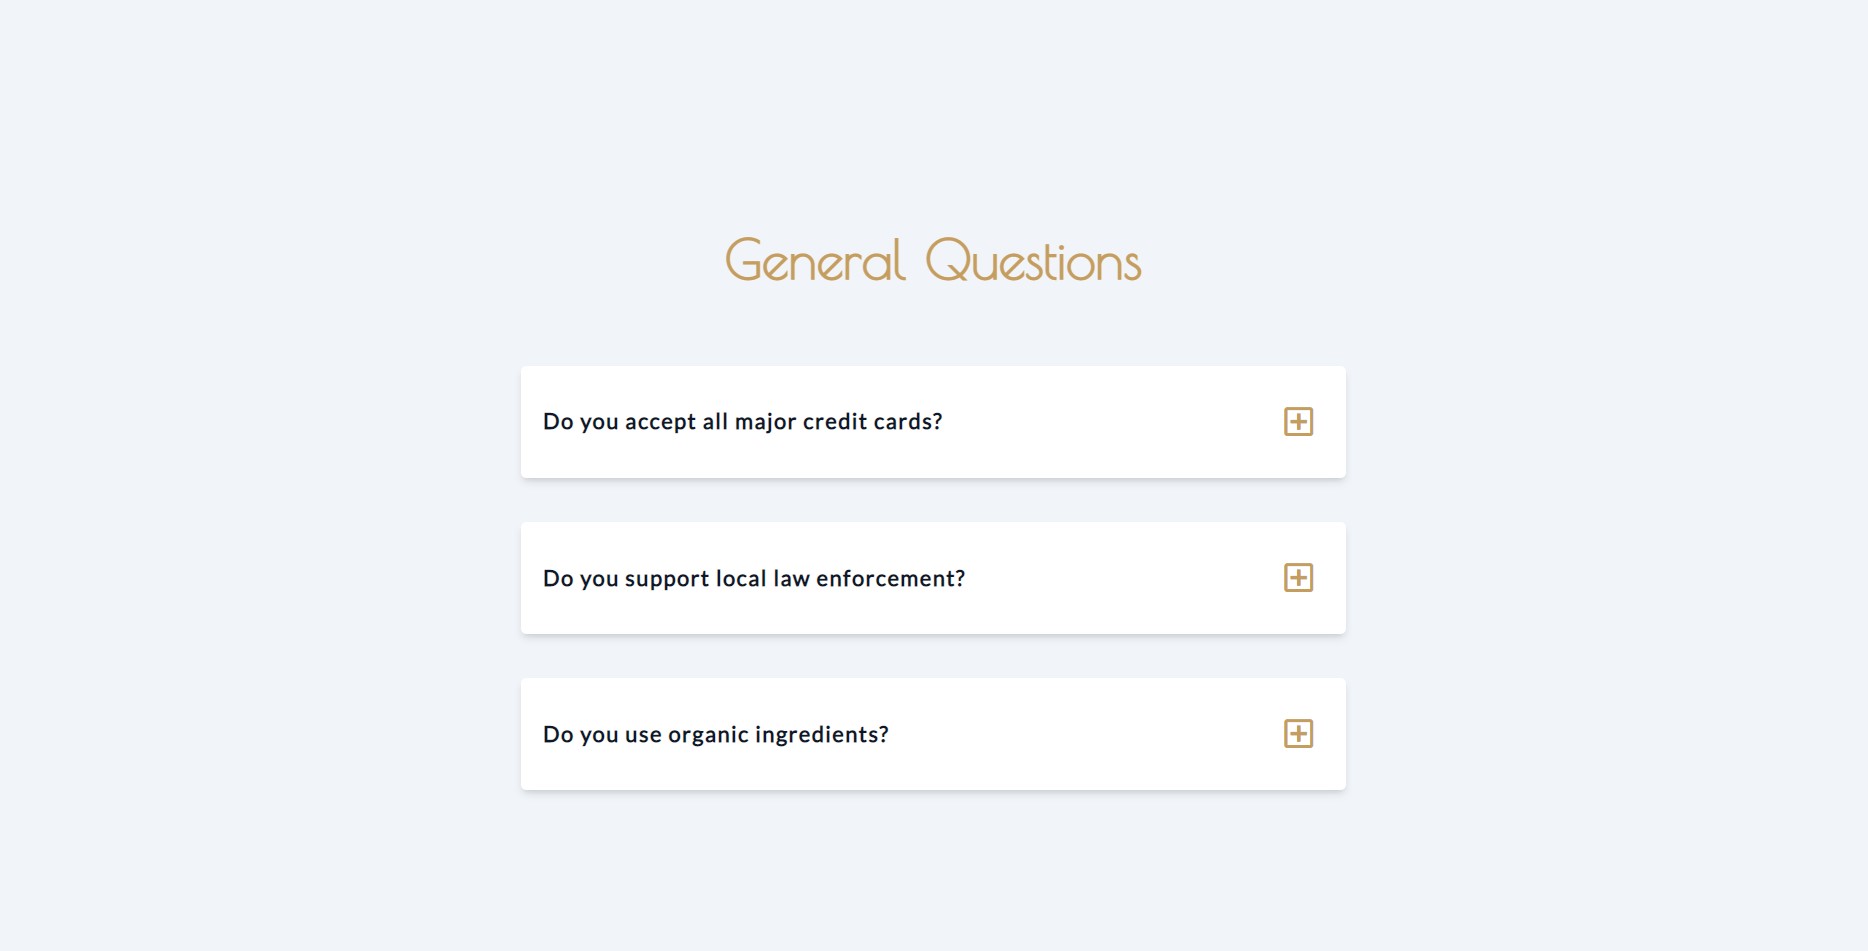 General Questions
Do you accept all major credit cards?
Do you support local law enforcement?
Do you use organic ingredients?